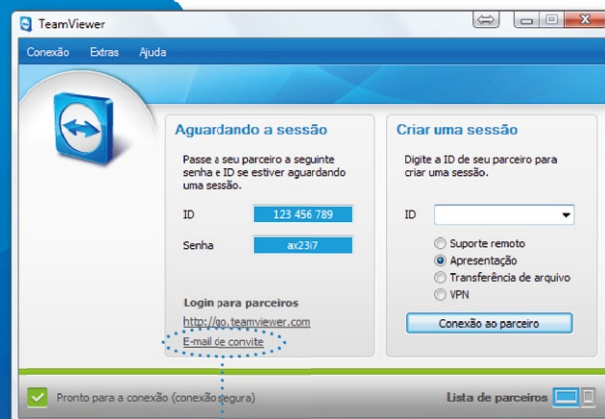 TeamViewer
Conexão Extras Ajuda
Aguardando a sessão
Passe a seu parceiro a seguinte
senha e ID se estiver aguardando
uma sessão.
ID 123 456 789
Senha ax23i7
Login para parceiros
http://go.teamviewer.com
E-mail de convite
Criar uma sessão
Digite a ID de seu parceiro para
criar uma sessão.
ID
Suporte remoto
Apresentação
Transferência de arquivo
VPN
Conexão ao parceiro
Pronto para a conexão (conexão segura)
Lista de parceiros